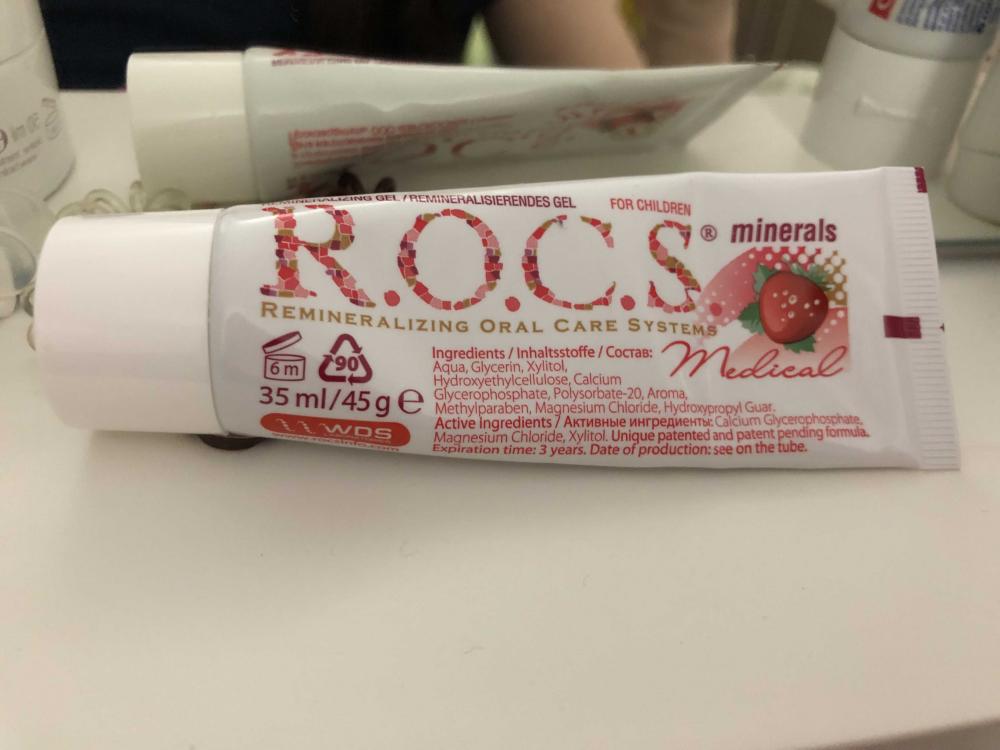 REMINERALIZING GEL / REMINERALISIERENDES GEL
FOR CHILDREN
R.O.C.S.® minerals
REMINERALIZING ORAL CARE SYSTEMS
Medical
6 m
90
35 ml/45 g e
WDS
Ingredients / Inhaltsstoffe / Состав:
Aqua, Glycerin, Xylitol,
Hydroxyethylcellulose, Calcium
Glycerophosphate, Polysorbate-20, Aroma,
Methylparaben, Magnesium Chloride, Hydroxypropyl Guar.
Active ingredients / Активные ингредиенты: Calcium Glycerophosphate,
Magnesium Chloride, Xylitol. Unique patented and patent pending formula.
Expiration time: 3 years. Date of production: see on the tube.